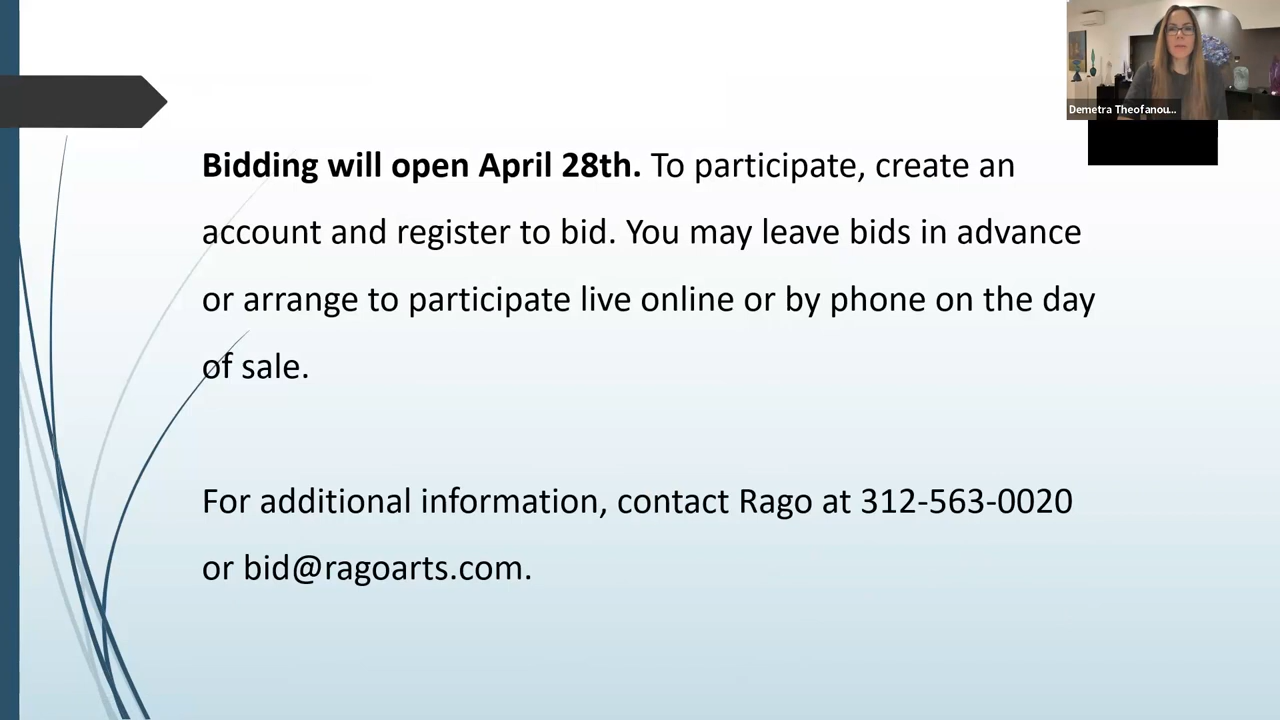 Demetra Theofanou...
Bidding will open April 28th. To participate, create an
account and register to bid. You may leave bids in advance
or arrange to participate live online or by phone on the day
of sale.
For additional information, contact Rago at 312-563-0020
or bid@ragoarts.com.